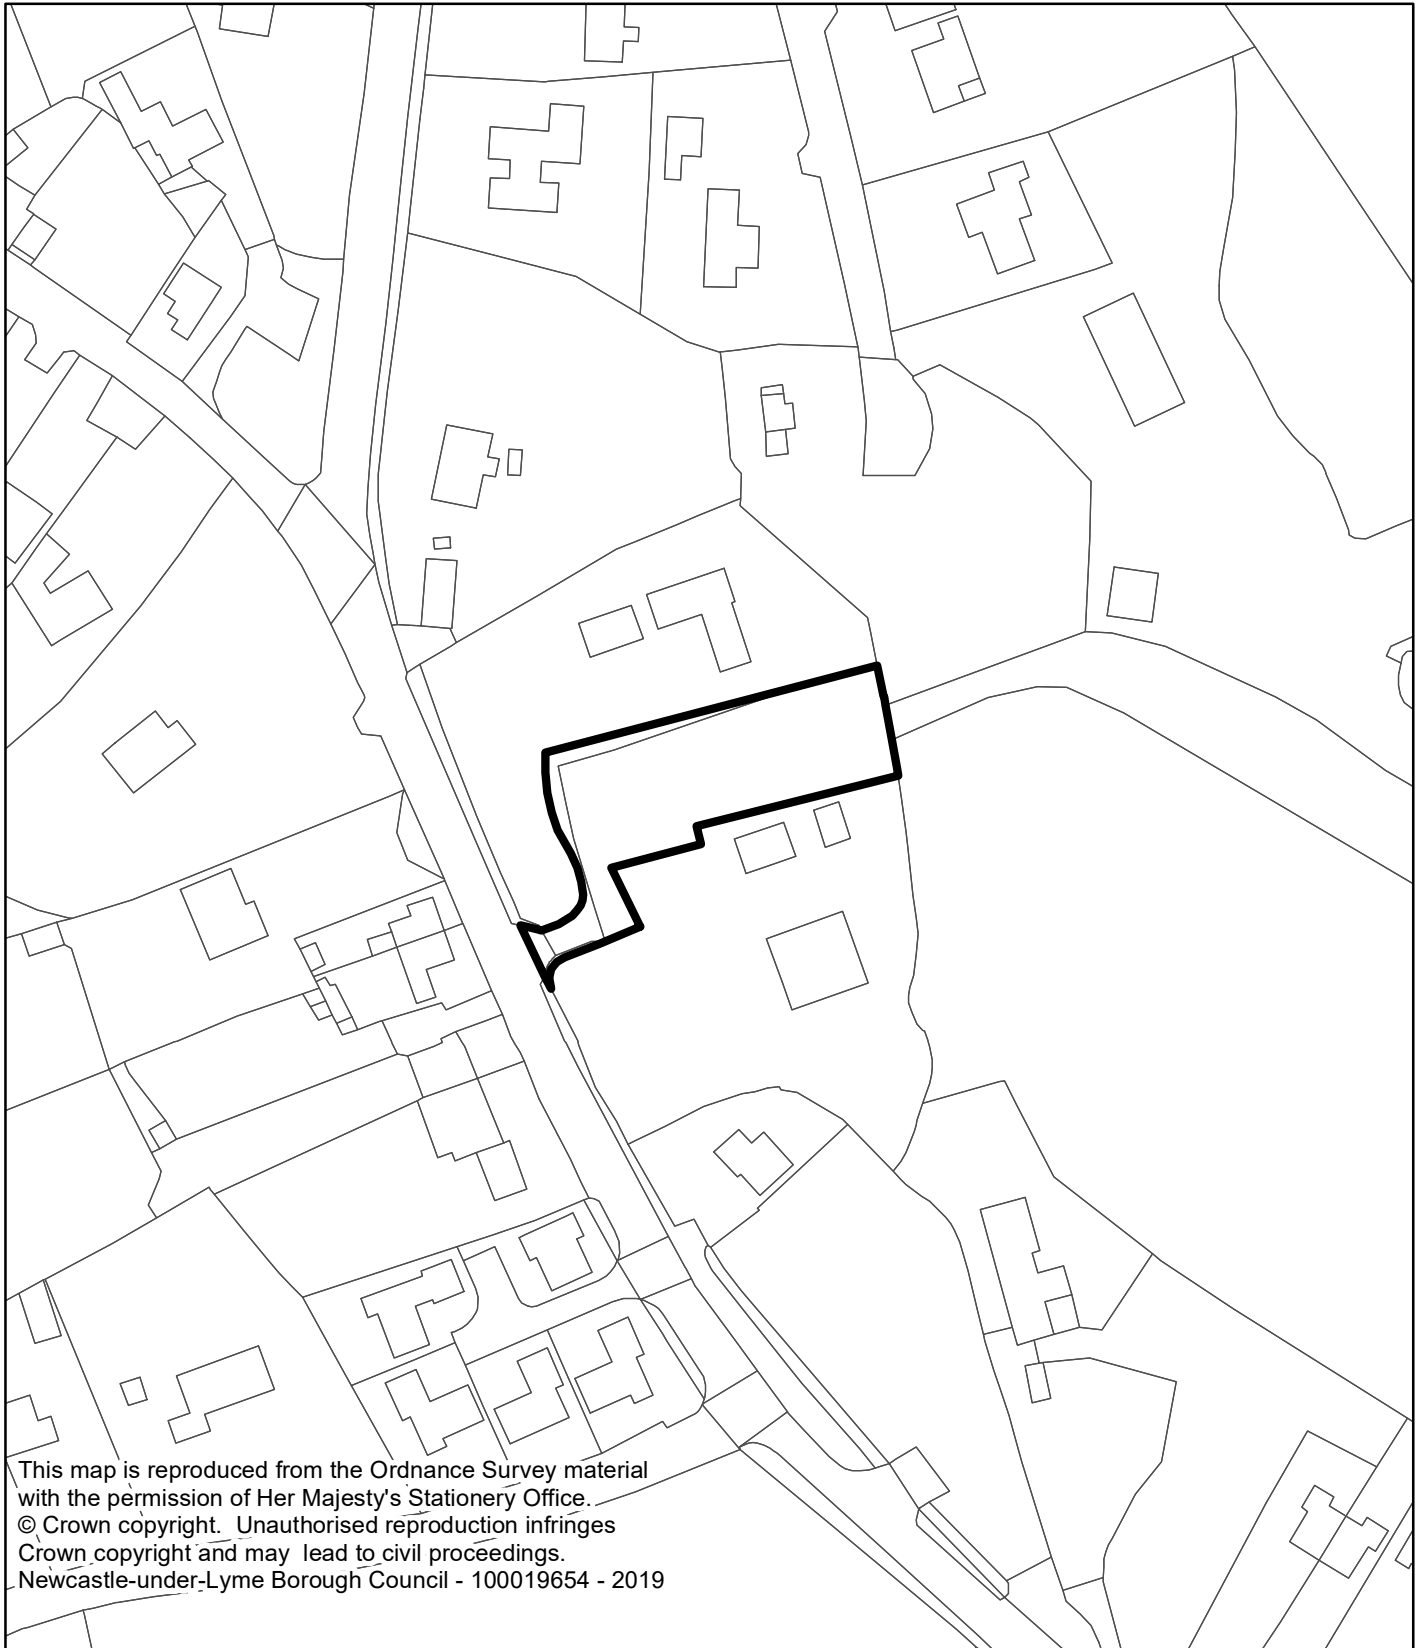 This map is reproduced from the Ordnance Survey material
with the permission of Her Majesty's Stationery Office.
© Crown copyright.  Unauthorised reproduction infringes
Crown copyright and may  lead to civil proceedings.
Newcastle-under-Lyme Borough Council - 100019654 - 2019